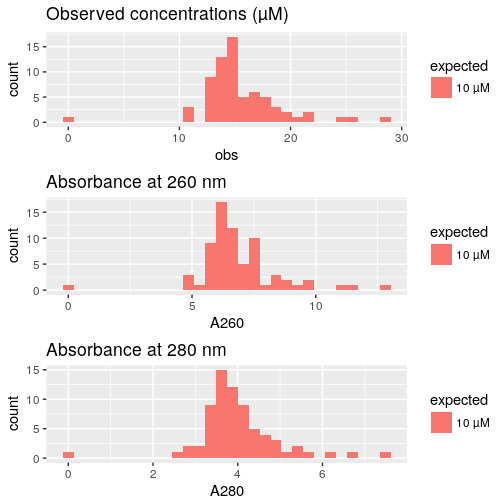 Observed concentrations (µM)
15
10
5
0
count
0 10 20 30
obs
expected
10 µM
Absorbance at 260 nm
15
10
5
0
count
0 5 10
A260
expected
10 µM
Absorbance at 280 nm
15
10
5
0
count
0 2 4 6
A280
expected
10 µM